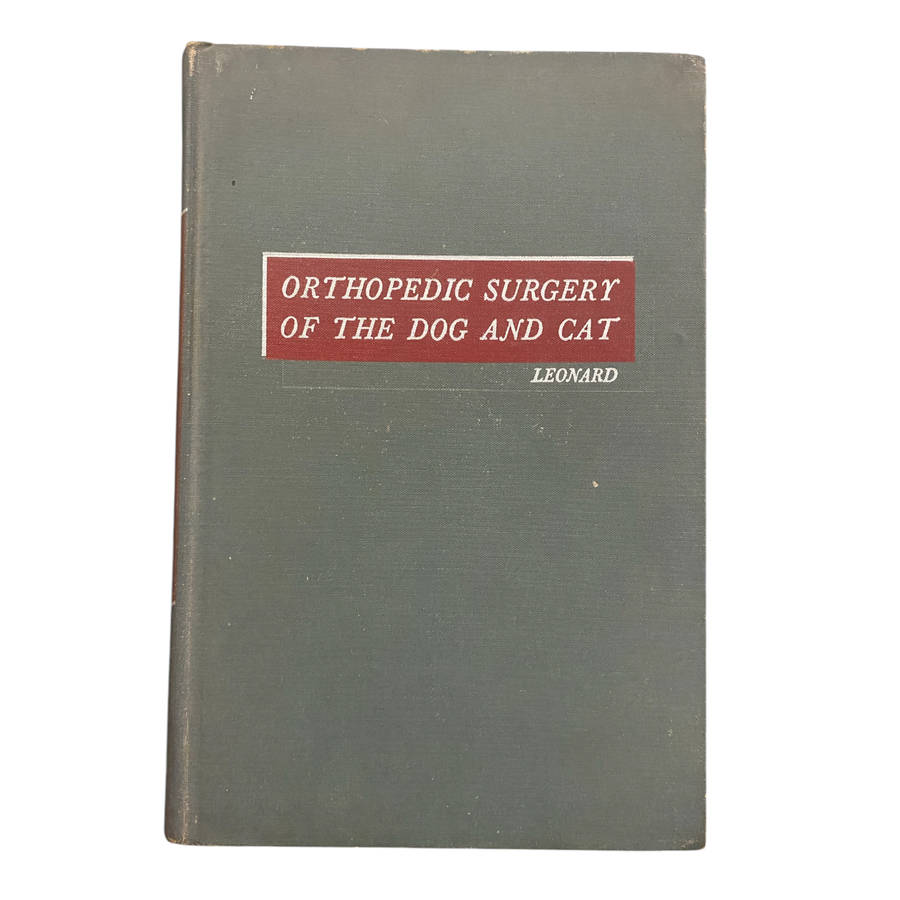 ORTHOPEDIC SURGERY
OF THE DOG AND CAT
LEONARD